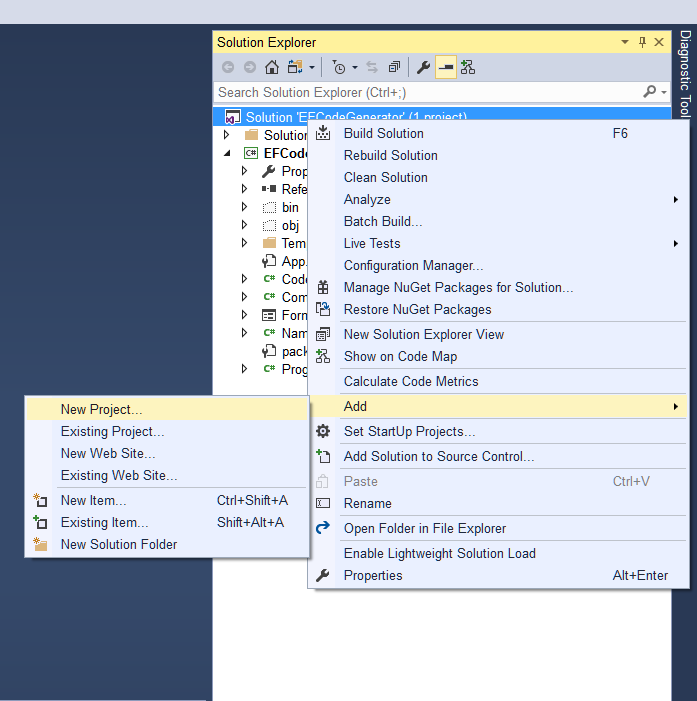 Solution Explorer
Diagnostic Tool
Search Solution Explorer (Ctrl+;)
Solution 'EFCodeGenerator' (1 project)
Solution
EFCode
Prop
Refe
bin
obj
Tem
App.
Code
Com
Form
Nam
pack
Prog
Build Solution F6
Rebuild Solution
Clean Solution
Analyze
Batch Build...
Live Tests
Configuration Manager...
Manage NuGet Packages for Solution...
Restore NuGet Packages
New Solution Explorer View
Show on Code Map
Calculate Code Metrics
Add
Set StartUp Projects...
Add Solution to Source Control...
Paste Ctrl+V
Rename
Open Folder in File Explorer
Enable Lightweight Solution Load
Properties Alt+Enter
New Project...
Existing Project...
New Web Site...
Existing Web Site...
New Item... Ctrl+Shift+A
Existing Item... Shift+Alt+A
New Solution Folder